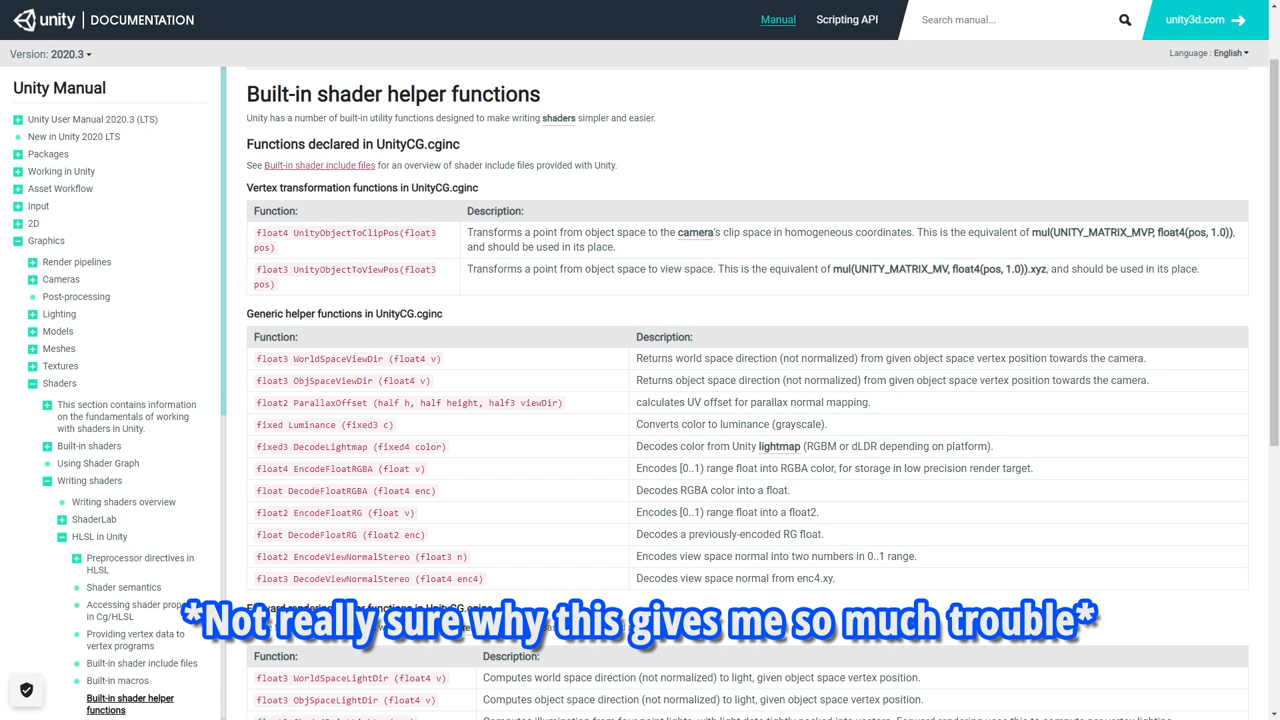 unity DOCUMENTATION
Manual
Scripting API
Search manual...
unity3d.com
Version: 2020.3
Language : English
Unity Manual
Unity User Manual 2020.3 (LTS)
New in Unity 2020 LTS
Packages
Working in Unity
Asset Workflow
Input
2D
Graphics
Render pipelines
Cameras
Post-processing
Lighting
Models
Meshes
Textures
Shaders
This section contains information
on the fundamentals of working
with shaders in Unity.
Built-in shaders
Using Shader Graph
Writing shaders
Writing shaders overview
ShaderLab
HLSL in Unity
Preprocessor directives in
HLSL
Shader semantics
Accessing shader
in Cg/HLSL
Providing vertex data to
vertex programs
Built-in shader include files
Built-in macros
Built-in shader helper
functions
Built-in shader helper functions
Unity has a number of built-in utility functions designed to make writing shaders simpler and easier.
Functions declared in UnityCG.cginc
See Built-in shader include files for an overview of shader include files provided with Unity.
Vertex transformation functions in UnityCG.cginc
Function: Description:
float4 UnityObjectToClipPos(float3
pos)
Transforms a point from object space to the camera's clip space in homogeneous coordinates. This is the equivalent of mul(UNITY_MATRIX_MVP, float4(pos, 1.0)),
and should be used in its place.
float3 UnityObjectToViewPos(float3
pos)
Transforms a point from object space to view space. This is the equivalent of mul(UNITY_MATRIX_MV, float4(pos, 1.0)).xyz, and should be used in its place.
Generic helper functions in UnityCG.cginc
Function: Description:
float3 WorldSpaceViewDir (float4 v) Returns world space direction (not normalized) from given object space vertex position towards the camera.
float3 ObjSpaceViewDir (float4 v) Returns object space direction (not normalized) from given object space vertex position towards the camera.
float2 ParallaxOffset (half h, half height, half3 viewDir) calculates UV offset for parallax normal mapping.
fixed Luminance (fixed3 c) Converts color to luminance (grayscale).
fixed3 DecodeLightmap (fixed4 color) Decodes color from Unity lightmap (RGBM or dLDR depending on platform).
float4 EncodeFloatRGBA (float v) Encodes [0..1) range float into RGBA color, for storage in low precision render target.
float DecodeFloatRGBA (float4 enc) Decodes RGBA color into a float.
float2 EncodeFloatRG (float v) Encodes [0..1) range float into a float2.
float DecodeFloatRG (float2 enc) Decodes a previously-encoded RG float.
float2 EncodeViewNormalStereo (float3 n) Encodes view space normal into two numbers in 0..1 range.
float3 DecodeViewNormalStereo (float4 enc4) Decodes view space normal from enc4.xy.
*Not really sure why this gives me so much trouble*
Function: Description:
float3 WorldSpaceLightDir (float4 v) Computes world space direction (not normalized) to light, given object space vertex position.
float3 ObjSpaceLightDir (float4 v) Computes object space direction (not normalized) to light, given object space vertex position.